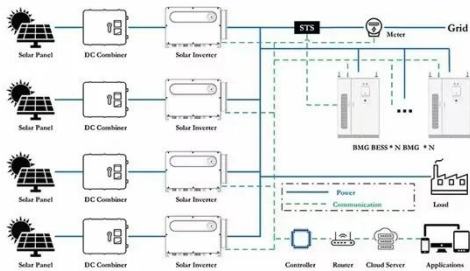 STS
Meter
Grid
Solar Panel
DC Combiner
Solar Inverter
Solar Panel
DC Combiner
Solar Inverter
BMG BESS * N BMG * N
Solar Panel
DC Combiner
Solar Inverter
Load
Power
Communication
Solar Panel
DC Combiner
Solar Inverter
Controller
Router
Cloud Server
Applications